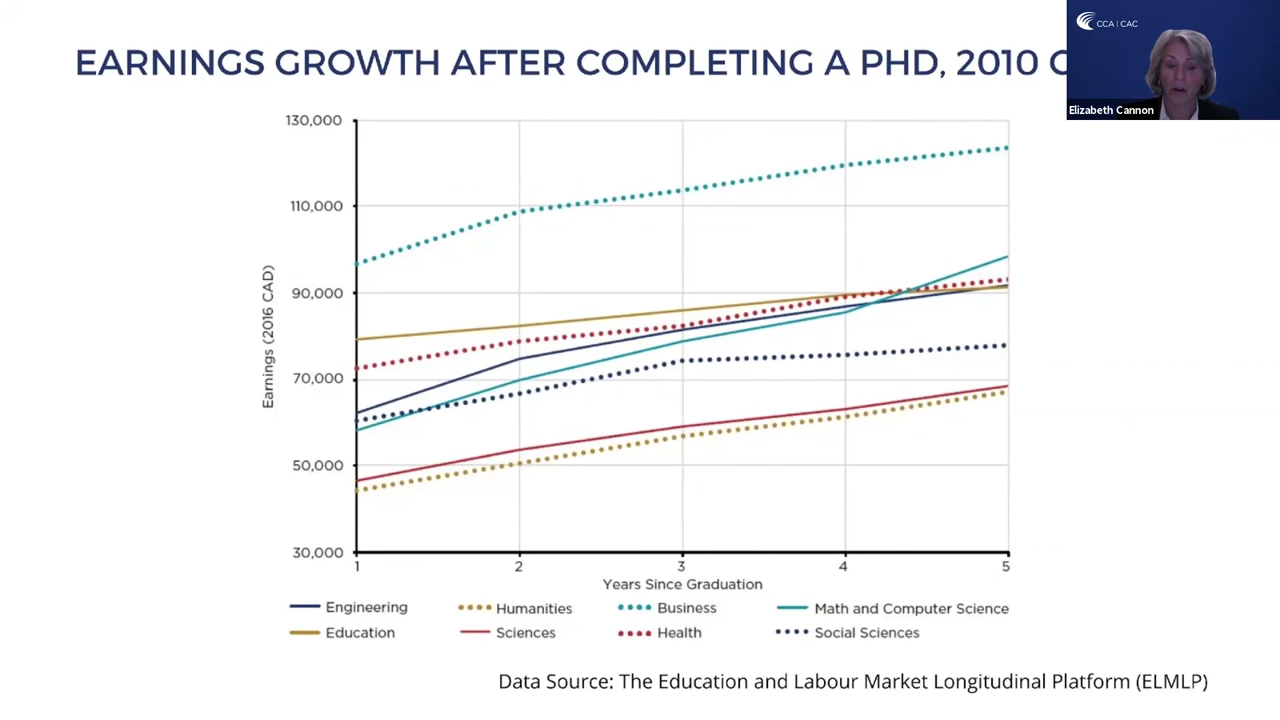 CCA | CAC
Elizabeth Cannon
EARNINGS GROWTH AFTER COMPLETING A PHD, 2010
130,000
110,000
90,000
70,000
50,000
30,000
Earnings (2016 CAD)
1 2 3 4 5
Years Since Graduation
Engineering Humanities Business Math and Computer Science
Education Sciences Health Social Sciences
Data Source: The Education and Labour Market Longitudinal Platform (ELMLP)